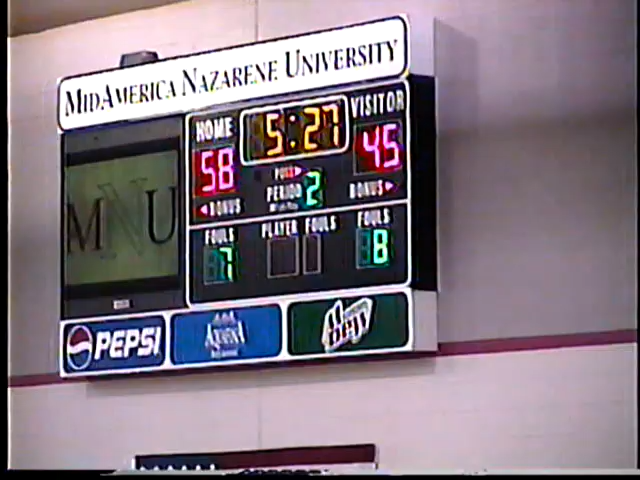 MIDAMERICA NAZARENE UNIVERSITY
HOME 5:27 VISITOR
58 45
POSS
PERIOD 2
BONUS BONUS
FOULS PLAYER FOULS FOULS
7 8
MNU
PEPSI AQUAFINA Mountain Dew